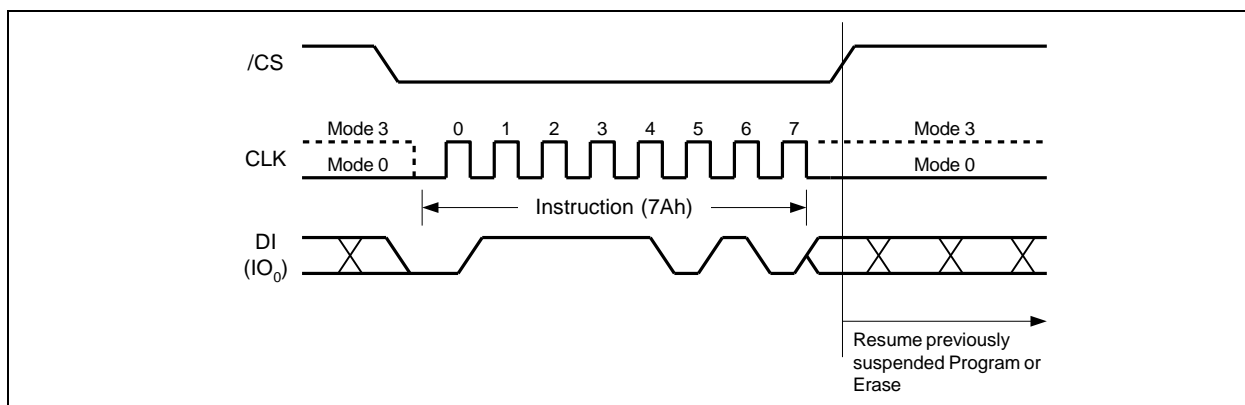 /CS
Mode 3
0 1 2 3 4 5 6 7
Mode 3
CLK
Mode 0
Mode 0
Instruction (7Ah)
DI
(IO0)
Resume previously
suspended Program or
Erase